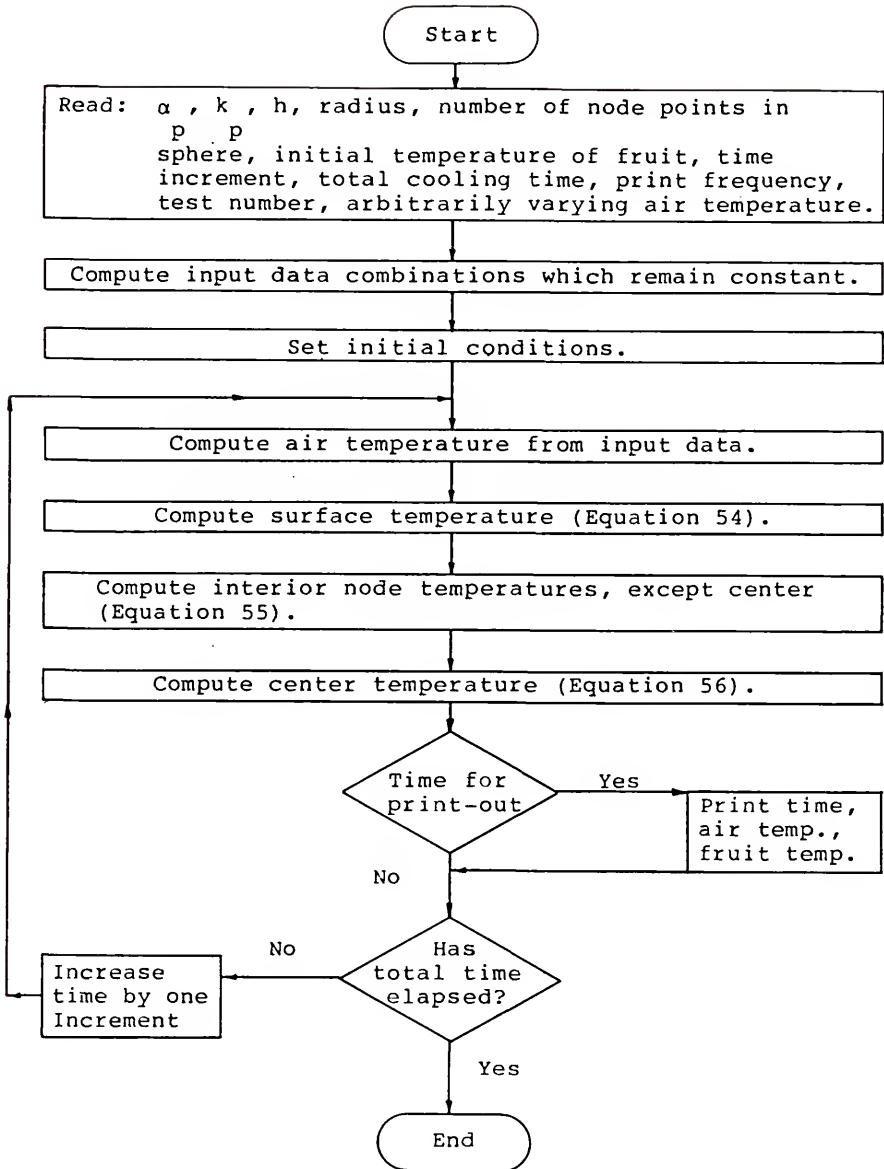 Start
Read: α , k , h, radius, number of node points in
p p
sphere, initial temperature of fruit, time
increment, total cooling time, print frequency,
test number, arbitrarily varying air temperature.
Compute input data combinations which remain constant.
Set initial conditions.
Compute air temperature from input data.
Compute surface temperature (Equation 54).
Compute interior node temperatures, except center
(Equation 55).
Compute center temperature (Equation 56).
Time for
print-out
Yes
Print time,
air temp.,
fruit temp.
No
Has
total time
elapsed?
No
Increase
time by one
Increment
Yes
End